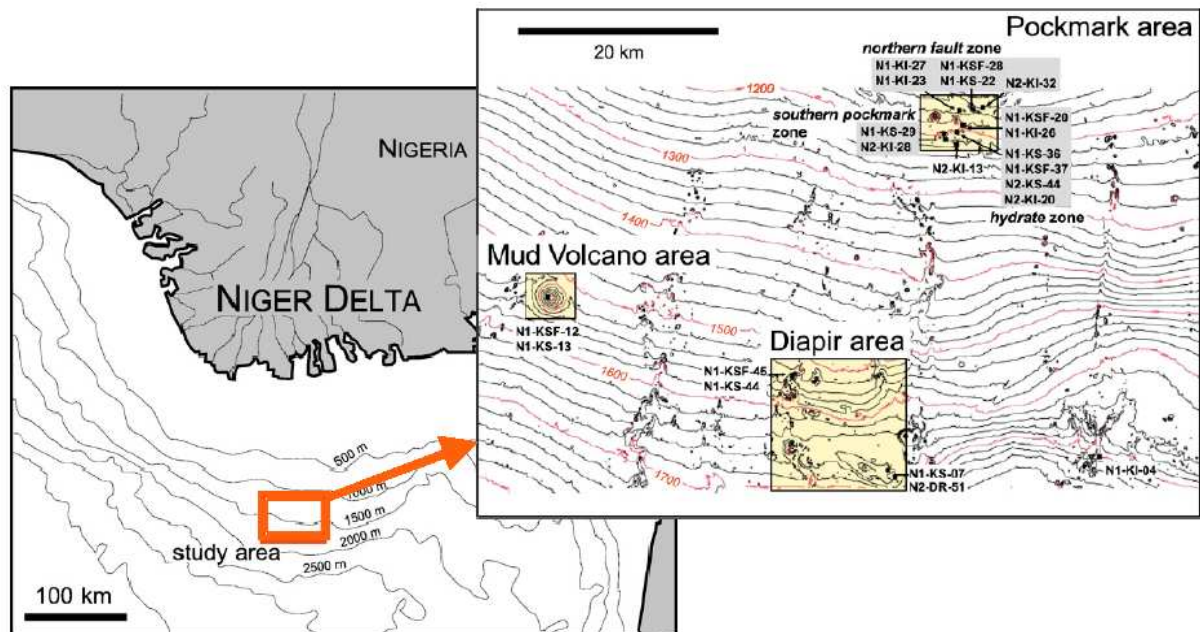 Pockmark area
20 km
northern fault zone
N1-KI-27 N1-KSF-28
N1-KI-23 N1-KS-22 N2-KI-32
1200
southern pockmark
zone
N1-KS-29
N2-KI-28
N1-KSF-20
N1-KI-26
N1-KS-36
N1-KSF-37
N2-KS-44
N2-KI-20
N2-KI-13
hydrate zone
1300
1400
Mud Volcano area
N1-KSF-12
N1-KS-13
1500
Diapir area
1600
N1-KSF-45
N1-KS-44
1700
N1-KS-07
N2-DR-51
N1-KI-04
NIGERIA
NIGER DELTA
500 m
1000 m
1500 m
2000 m
2500 m
study area
100 km